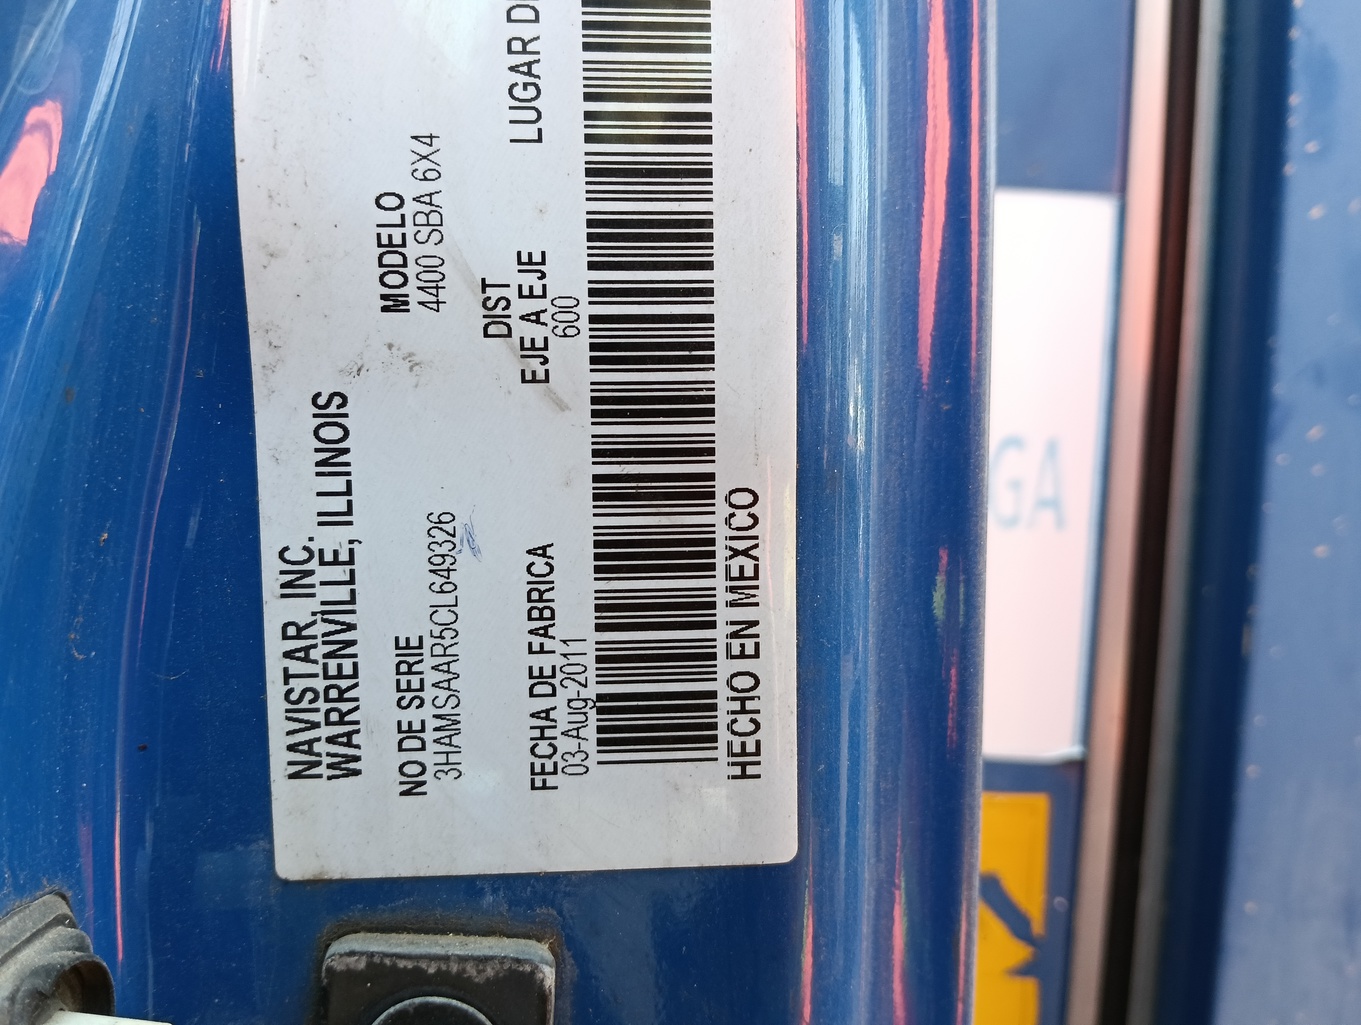 NAVISTAR, INC.
WARRENVILLE, ILLINOIS
NO DE SERIE
3HAMSAAR5CL649326
MODELO
4400 SBA 6X4
FECHA DE FABRICA
03-Aug-2011
DIST
EJE A EJE
600
LUGAR
HECHO EN MEXICO
GA